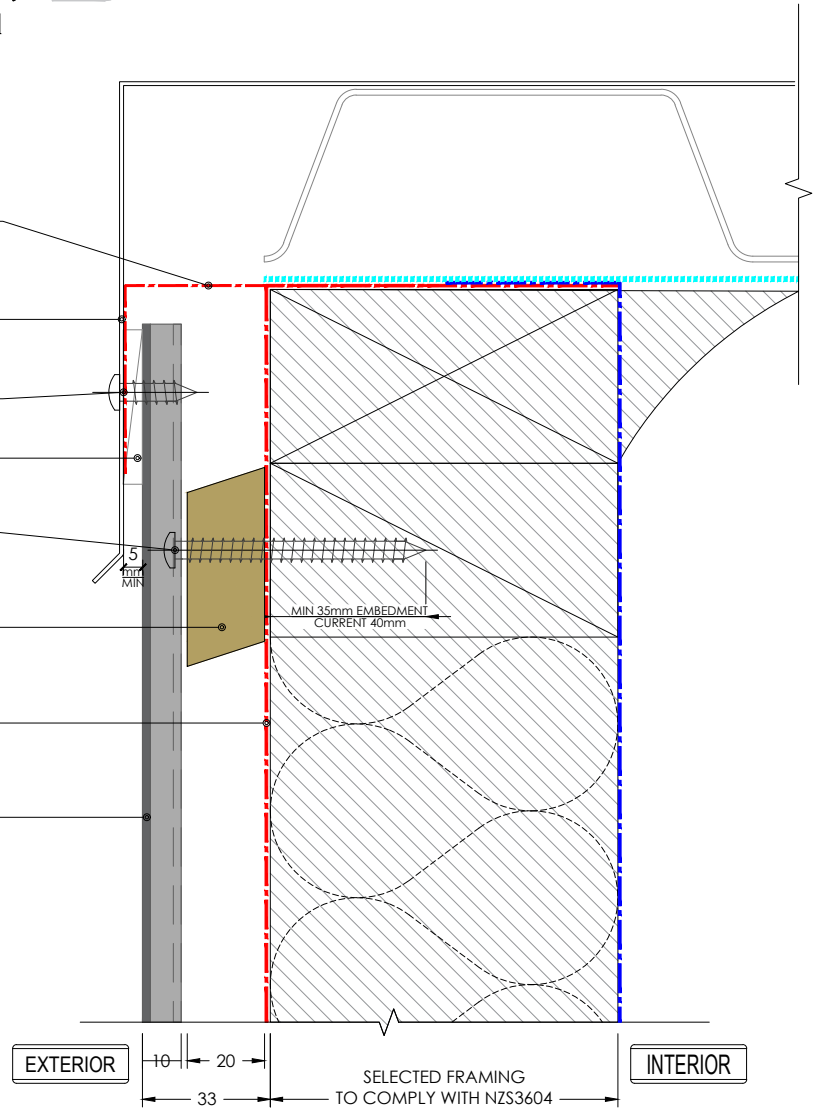 5
mm
MIN
MIN 35mm EMBEDMENT
CURRENT 40mm
EXTERIOR
10
20
33
SELECTED FRAMING
TO COMPLY WITH NZS3604
INTERIOR